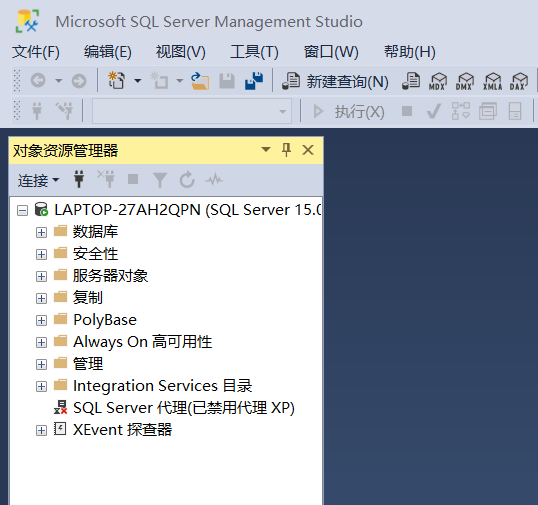 Microsoft SQL Server Management Studio
文件(F) 编辑(E) 视图(V) 工具(T) 窗口(W) 帮助(H)
新建查询(N) MDX DMX XMLA DAX
执行(X)
对象资源管理器
连接
LAPTOP-27AH2QPN (SQL Server 15.0
数据库
安全性
服务器对象
复制
PolyBase
Always On 高可用性
管理
Integration Services 目录
SQL Server 代理(已禁用代理 XP)
XEvent 探查器